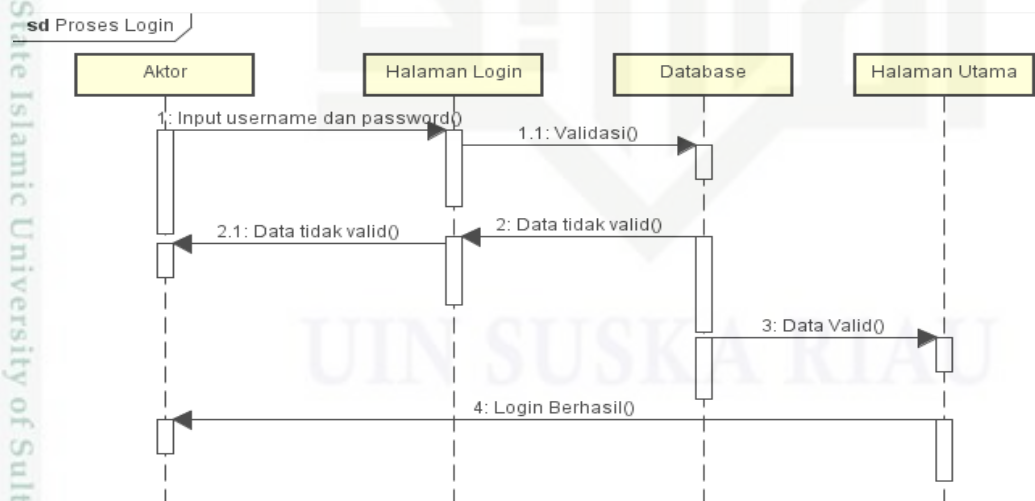 sd Proses Login
Aktor
Halaman Login
Database
Halaman Utama
1: Input username dan password()
1.1: Validasi()
2: Data tidak valid()
2.1: Data tidak valid()
3: Data Valid()
4: Login Berhasil()
UIN SUSKA RIAU
State Islamic University of Sult